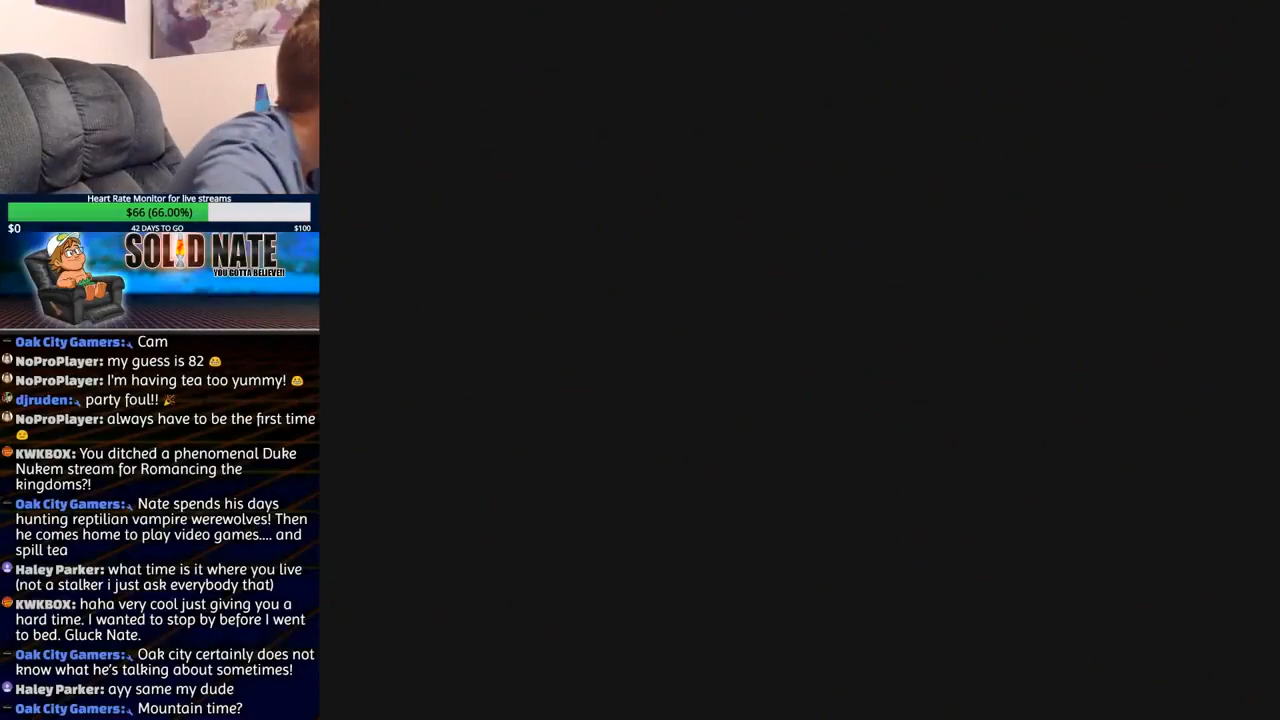 Heart Rate Monitor for live streams
$66 (66.00%)
$0 42 DAYS TO GO $100
SOLID NATE
YOU GOTTA BELIEVE!!
Oak City Gamers: Cam
NoProPlayer: my guess is 82 😁
NoProPlayer: I'm having tea too yummy! 😁
djruden: party foul!! 🎉
NoProPlayer: always have to be the first time
😐
KWKBOX: You ditched a phenomenal Duke
Nukem stream for Romancing the
kingdoms?!
Oak City Gamers: Nate spends his days
hunting reptilian vampire werewolves! Then
he comes home to play video games.... and
spill tea
Haley Parker: what time is it where you live
(not a stalker i just ask everybody that)
KWKBOX: haha very cool just giving you a
hard time. I wanted to stop by before I went
to bed. Gluck Nate.
Oak City Gamers: Oak city certainly does not
know what he's talking about sometimes!
Haley Parker: ayy same my dude
Oak City Gamers: Mountain time?